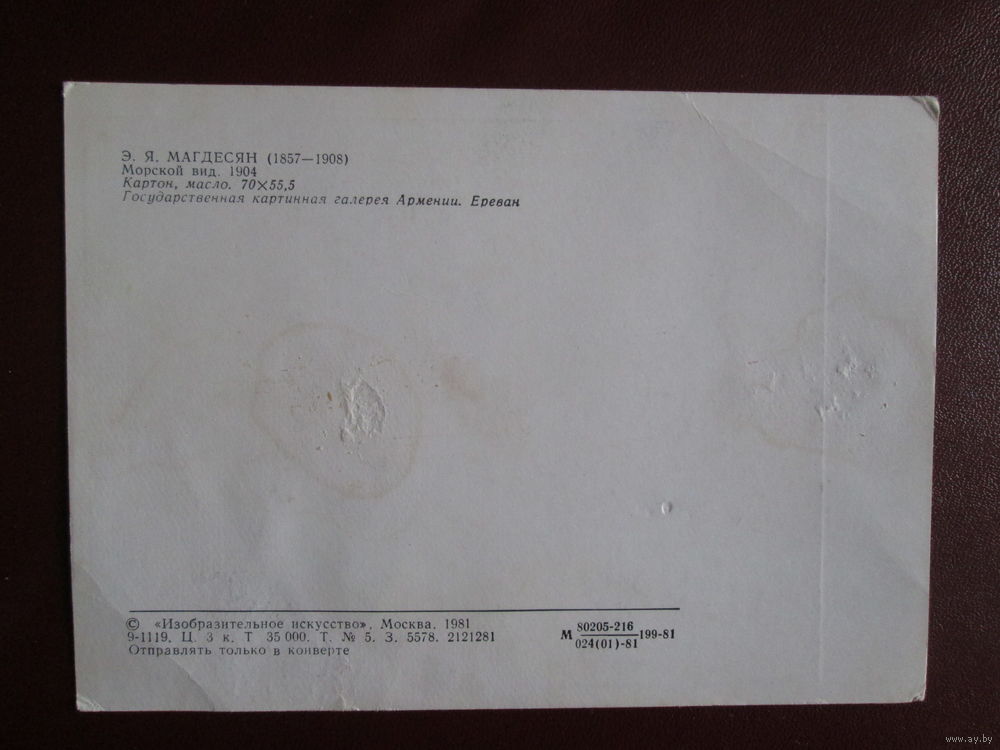 Э. Я. МАГДЕСЯН (1857—1908)
Морской вид. 1904
Картон, масло. 70×55,5
Государственная картинная галерея Армении. Ереван
© «Изобразительное искусство», Москва, 1981
9-1119. Ц. 3 к. Т 35 000. Т. № 5. З. 5578. 2121281
Отправлять только в конверте
М 80205-216 199-81
024(01)-81
www.ay.by